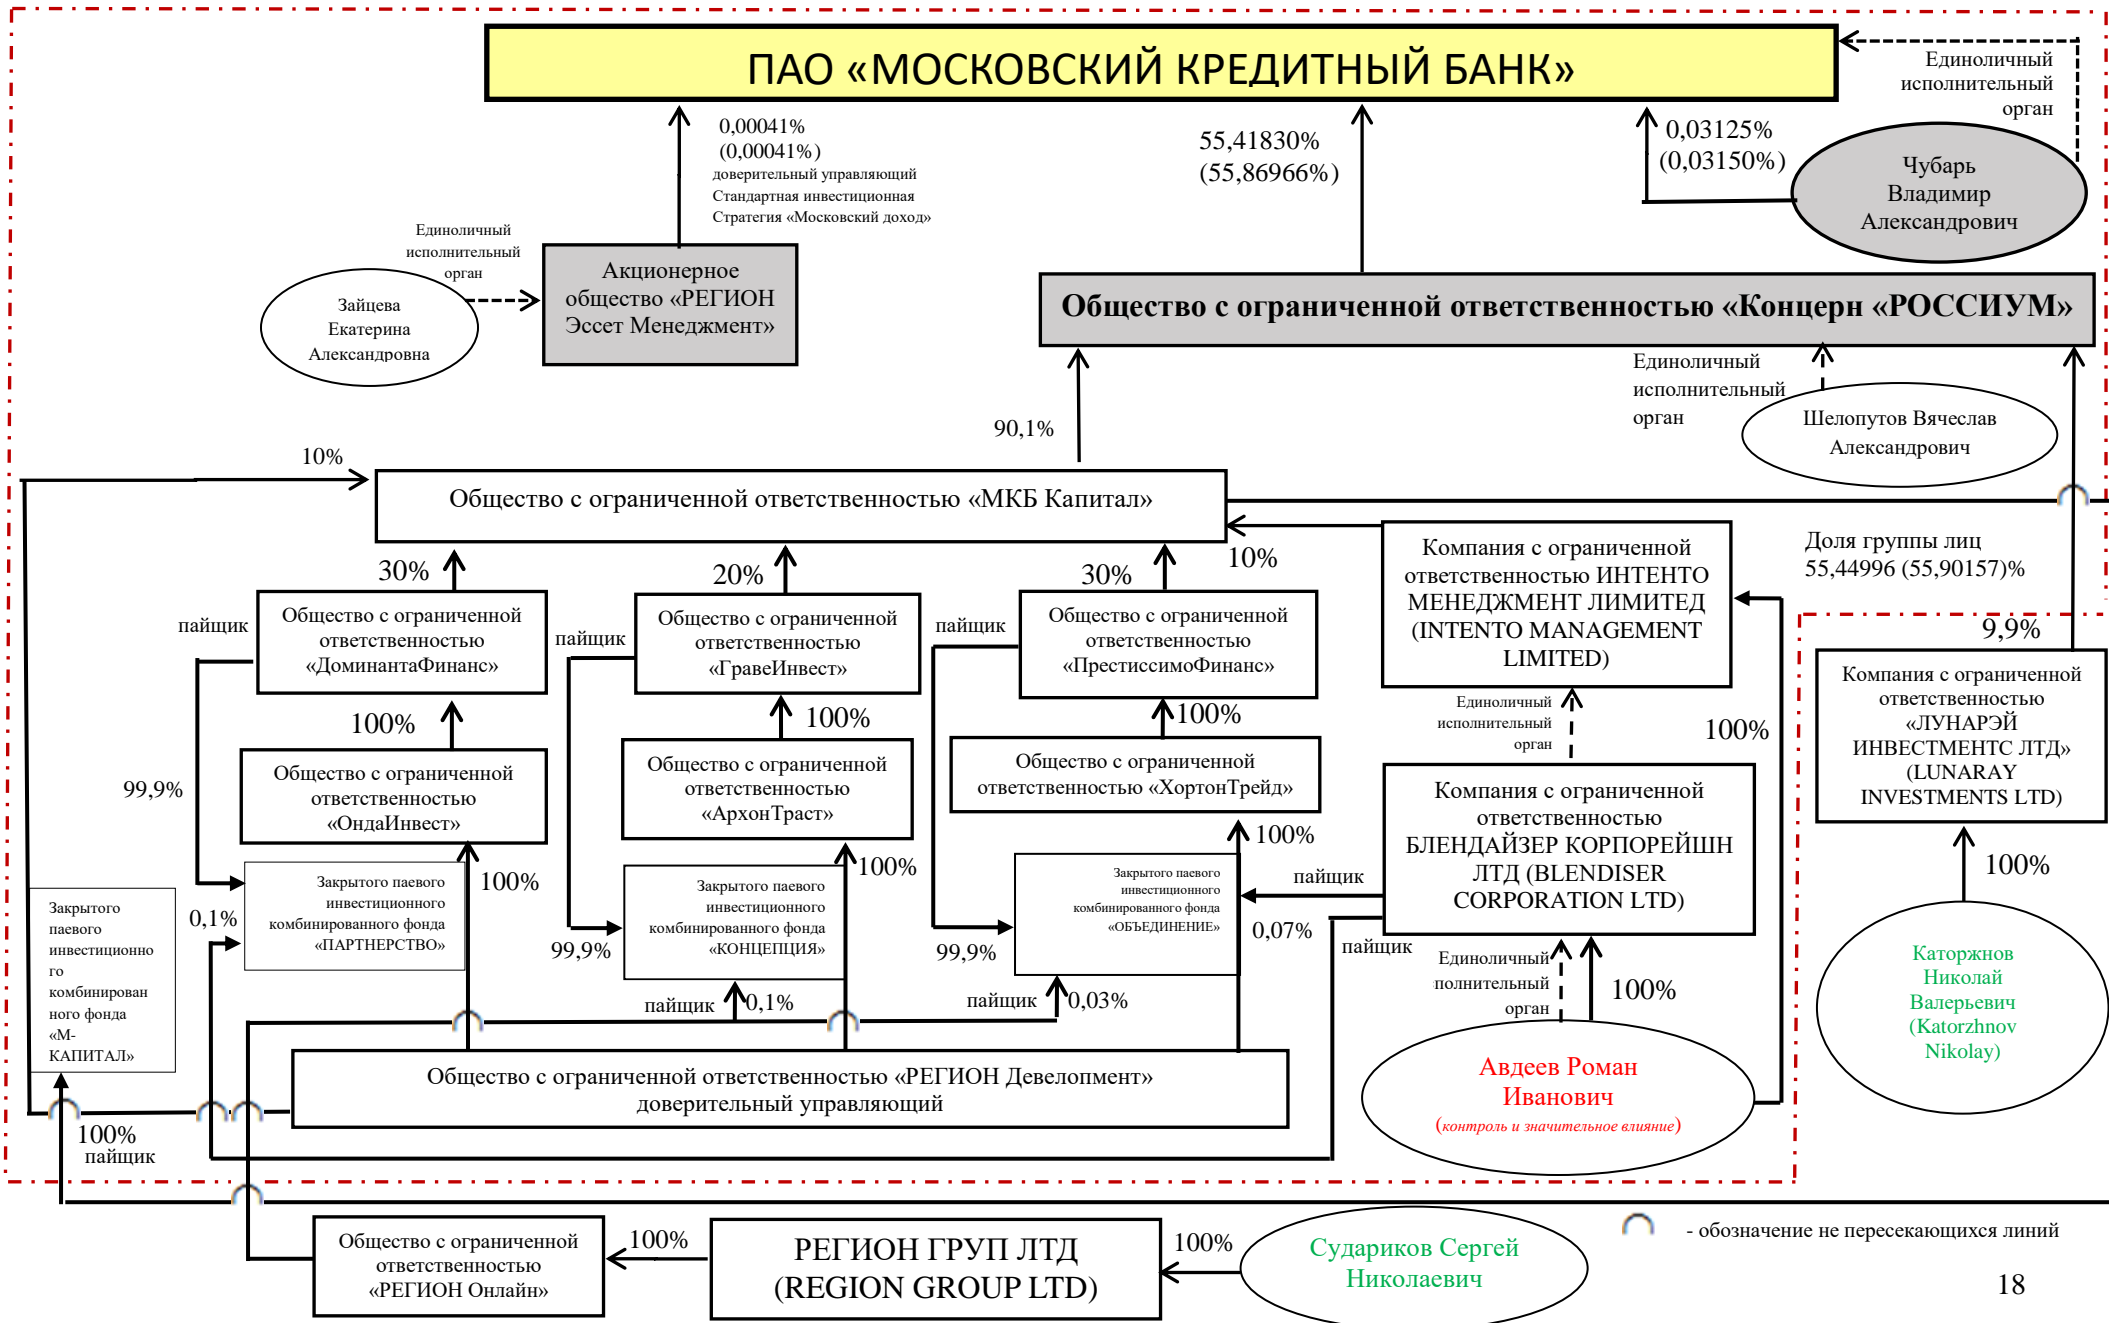 ПАО «МОСКОВСКИЙ КРЕДИТНЫЙ БАНК»
Единоличный
исполнительный
орган
0,00041%
(0,00041%)
доверительный управляющий
Стандартная инвестиционная
Стратегия «Московский доход»
55,41830%
(55,86966%)
0,03125%
(0,03150%)
Чубарь
Владимир
Александрович
Единоличный
исполнительный
орган
Зайцева
Екатерина
Александровна
Акционерное
общество «РЕГИОН
Эссет Менеджмент»
Общество с ограниченной ответственностью «Концерн «РОССИУМ»
Единоличный
исполнительный
орган
Шелопутов Вячеслав
Александрович
90,1%
10%
Общество с ограниченной ответственностью «МКБ Капитал»
30%
20%
30%
10%
Компания с ограниченной
ответственностью ИНТЕНТО
МЕНЕДЖМЕНТ ЛИМИТЕД
(INTENTO MANAGEMENT
LIMITED)
Доля группы лиц
55,44996 (55,90157)%
пайщик
Общество с ограниченной
ответственностью
«ДоминантаФинанс»
пайщик
Общество с ограниченной
ответственностью
«ГравеИнвест»
пайщик
Общество с ограниченной
ответственностью
«ПрестиссимоФинанс»
9,9%
Компания с ограниченной
ответственностью
«ЛУНАРЭЙ
ИНВЕСТМЕНТС ЛТД»
(LUNARAY
INVESTMENTS LTD)
100%
100%
100%
Единоличный
исполнительный
орган
100%
99,9%
Общество с ограниченной
ответственностью
«ОндаИнвест»
Общество с ограниченной
ответственностью
«АрхонТраст»
Общество с ограниченной
ответственностью «ХортонТрейд»
Компания с ограниченной
ответственностью
БЛЕНДАЙЗЕР КОРПОРЕЙШН
ЛТД (BLENDISER
CORPORATION LTD)
100%
100%
100%
100%
Закрытого
паевого
инвестиционно
го
комбинирован
ного фонда
«М-
КАПИТАЛ»
0,1%
Закрытого паевого
инвестиционного
комбинированного фонда
«ПАРТНЕРСТВО»
99,9%
Закрытого паевого
инвестиционного
комбинированного фонда
«КОНЦЕПЦИЯ»
99,9%
Закрытого паевого
инвестиционного
комбинированного фонда
«ОБЪЕДИНЕНИЕ»
пайщик
0,07%
пайщик
Единоличный
полнительный
орган
100%
Каторжнов
Николай
Валерьевич
(Katorzhnov
Nikolay)
пайщик
0,1%
пайщик
0,03%
Общество с ограниченной ответственностью «РЕГИОН Девелопмент»
доверительный управляющий
Авдеев Роман
Иванович
(контроль и значительное влияние)
100%
пайщик
Общество с ограниченной
ответственностью
«РЕГИОН Онлайн»
100%
РЕГИОН ГРУП ЛТД
(REGION GROUP LTD)
100%
Судариков Сергей
Николаевич
- обозначение не пересекающихся линий
18